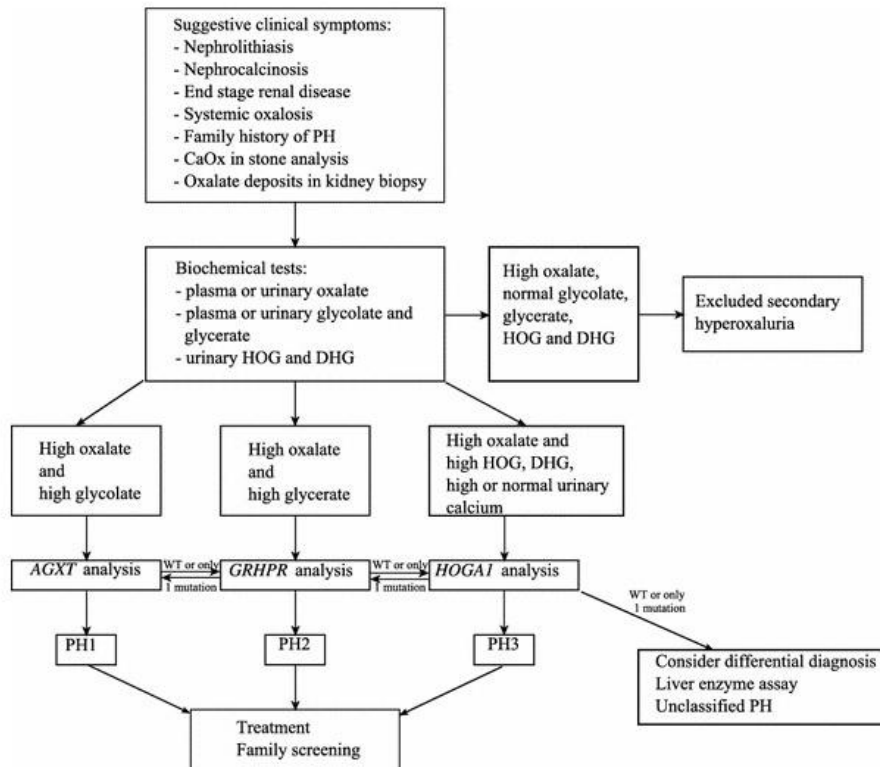 Suggestive clinical symptoms:
- Nephrolithiasis
- Nephrocalcinosis
- End stage renal disease
- Systemic oxalosis
- Family history of PH
- CaOx in stone analysis
- Oxalate deposits in kidney biopsy
Biochemical tests:
- plasma or urinary oxalate
- plasma or urinary glycolate and
glycerate
- urinary HOG and DHG
High oxalate,
normal glycolate,
glycerate,
HOG and DHG
Excluded secondary
hyperoxaluria
High oxalate
and
high glycolate
High oxalate
and
high glycerate
High oxalate and
high HOG, DHG,
high or normal urinary
calcium
AGXT analysis
WT or only
1 mutation
GRHPR analysis
WT or only
1 mutation
HOGA1 analysis
WT or only
1 mutation
PH1
PH2
PH3
Consider differential diagnosis
Liver enzyme assay
Unclassified PH
Treatment
Family screening